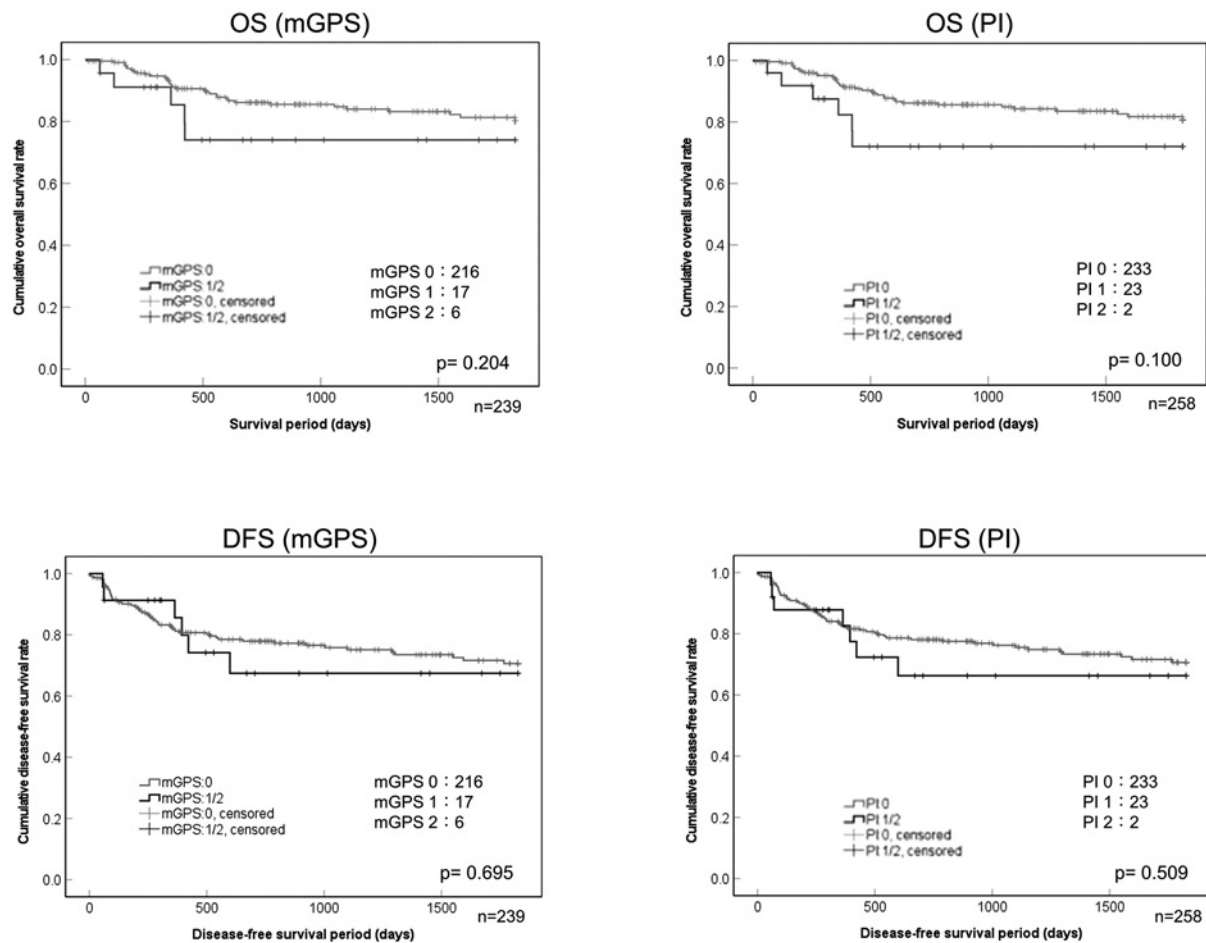 OS (mGPS)
Cumulative overall survival rate
1.0
0.8
0.6
0.4
0.2
0.0
mGPS:0
mGPS:1/2
mGPS:0, censored
mGPS:1/2, censored
mGPS 0：216
mGPS 1：17
mGPS 2：6
p= 0.204
0 500 1000 1500
n=239
Survival period (days)
OS (PI)
Cumulative overall survival rate
1.0
0.8
0.6
0.4
0.2
0.0
PI:0
PI:1/2
PI:0, censored
PI:1/2, censored
PI 0：233
PI 1：23
PI 2：2
p= 0.100
0 500 1000 1500
n=258
Survival period (days)
DFS (mGPS)
Cumulative disease-free survival rate
1.0
0.8
0.6
0.4
0.2
0.0
mGPS:0
mGPS:1/2
mGPS:0, censored
mGPS:1/2, censored
mGPS 0：216
mGPS 1：17
mGPS 2：6
p= 0.695
0 500 1000 1500
n=239
Disease-free survival period (days)
DFS (PI)
Cumulative disease-free survival rate
1.0
0.8
0.6
0.4
0.2
0.0
PI:0
PI:1/2
PI:0, censored
PI:1/2, censored
PI 0：233
PI 1：23
PI 2：2
p= 0.509
0 500 1000 1500
n=258
Disease-free survival period (days)